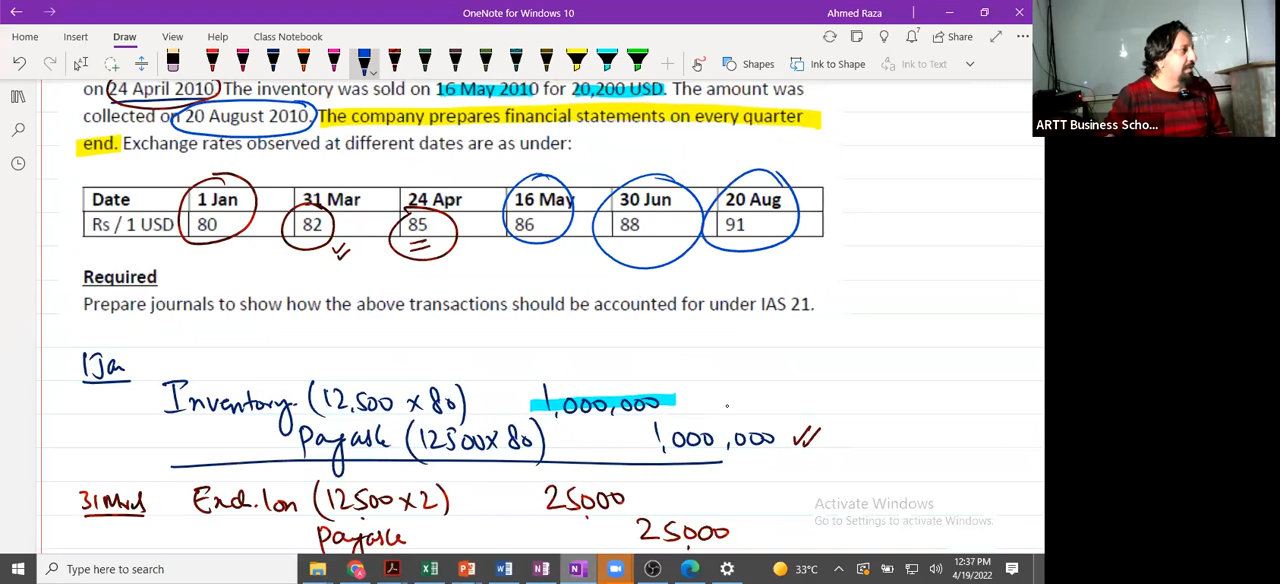 OneNote for Windows 10
Ahmed Raza
Home Insert Draw View Help Class Notebook
Share
Shapes Ink to Shape Ink to Text
on 24 April 2010. The inventory was sold on 16 May 2010 for 20,200 USD. The amount was
collected on 20 August 2010. The company prepares financial statements on every quarter
end. Exchange rates observed at different dates are as under:
Date 1 Jan 31 Mar 24 Apr 16 May 30 Jun 20 Aug
Rs / 1 USD 80 82 85 86 88 91
Required
Prepare journals to show how the above transactions should be accounted for under IAS 21.
1 Jan
Inventory (12,500 × 80) 1,000,000
Payable (12500 × 80) 1,000,000
31 Mar Exch. loss (12500 × 2) 25000
Payable 25000
Activate Windows
Go to Settings to activate Windows.
Type here to search
33°C
12:37 PM
4/19/2022
ARTT Business Scho...